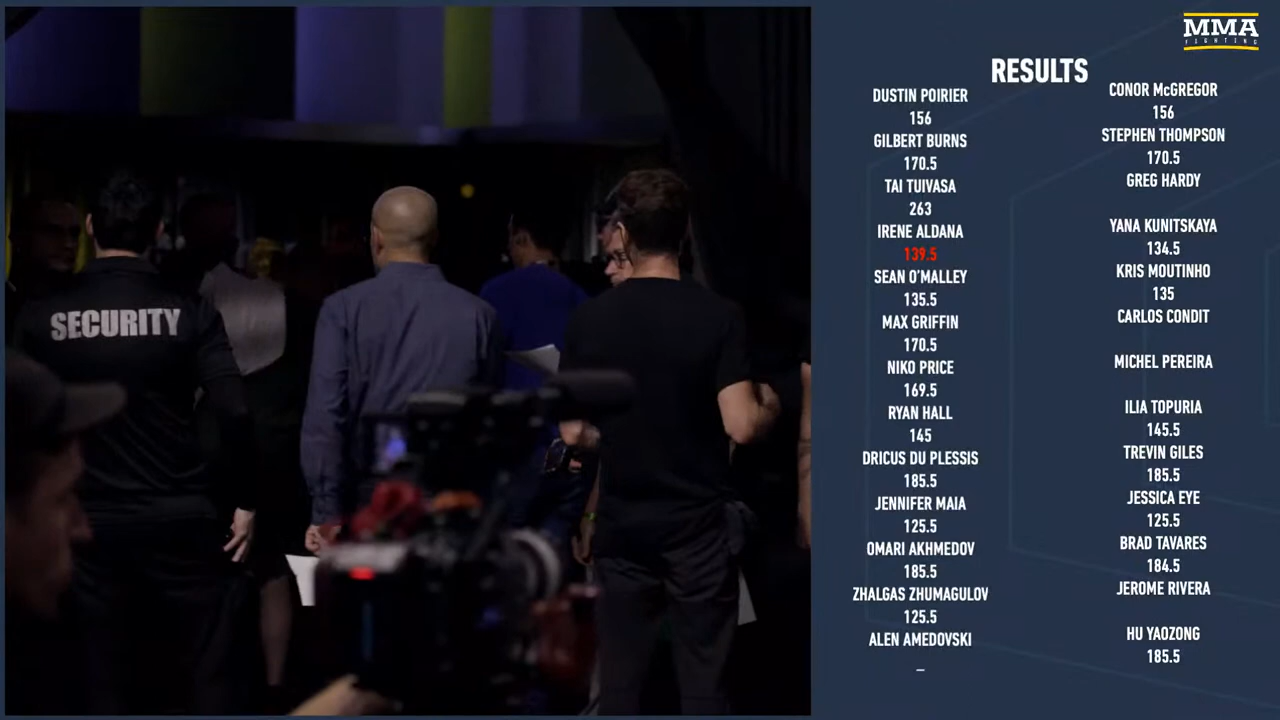 MMA
FIGHTING
RESULTS
DUSTIN POIRIER
156
GILBERT BURNS
170.5
TAI TUIVASA
263
IRENE ALDANA
139.5
SEAN O'MALLEY
135.5
MAX GRIFFIN
170.5
NIKO PRICE
169.5
RYAN HALL
145
DRICUS DU PLESSIS
185.5
JENNIFER MAIA
125.5
OMARI AKHMEDOV
185.5
ZHALGAS ZHUMAGULOV
125.5
ALEN AMEDOVSKI
–
CONOR McGREGOR
156
STEPHEN THOMPSON
170.5
GREG HARDY
YANA KUNITSKAYA
134.5
KRIS MOUTINHO
135
CARLOS CONDIT
MICHEL PEREIRA
ILIA TOPURIA
145.5
TREVIN GILES
185.5
JESSICA EYE
125.5
BRAD TAVARES
184.5
JEROME RIVERA
HU YAOZONG
185.5
SECURITY